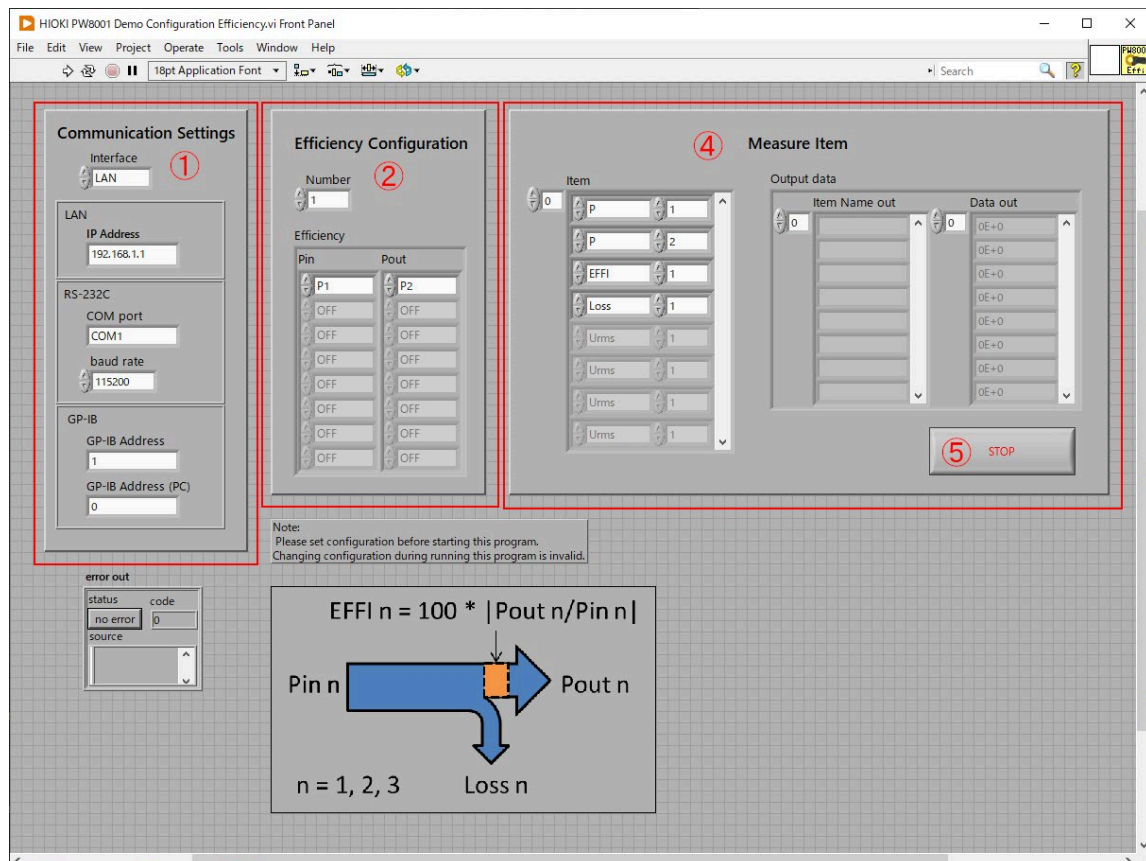 HIOKI PW8001 Demo Configuration Efficiency.vi Front Panel
File Edit View Project Operate Tools Window Help
18pt Application Font
Search
PW800
Effi
Communication Settings
①
Interface
LAN
LAN
IP Address
192.168.1.1
RS-232C
COM port
COM1
baud rate
115200
GP-IB
GP-IB Address
1
GP-IB Address (PC)
0
Efficiency Configuration
②
Number
1
Efficiency
Pin Pout
P1 P2
OFF OFF
OFF OFF
OFF OFF
OFF OFF
OFF OFF
OFF OFF
OFF OFF
④ Measure Item
Item
0
P 1
P 2
EFFI 1
Loss 1
Urms 1
Urms 1
Urms 1
Urms 1
Output data
Item Name out Data out
0 0
0E+0
0E+0
0E+0
0E+0
0E+0
0E+0
0E+0
0E+0
⑤ STOP
Note:
Please set configuration before starting this program.
Changing configuration during running this program is invalid.
error out
status code
no error 0
source
EFFI n = 100 * |Pout n/Pin n|
Pin n Pout n
n = 1, 2, 3 Loss n